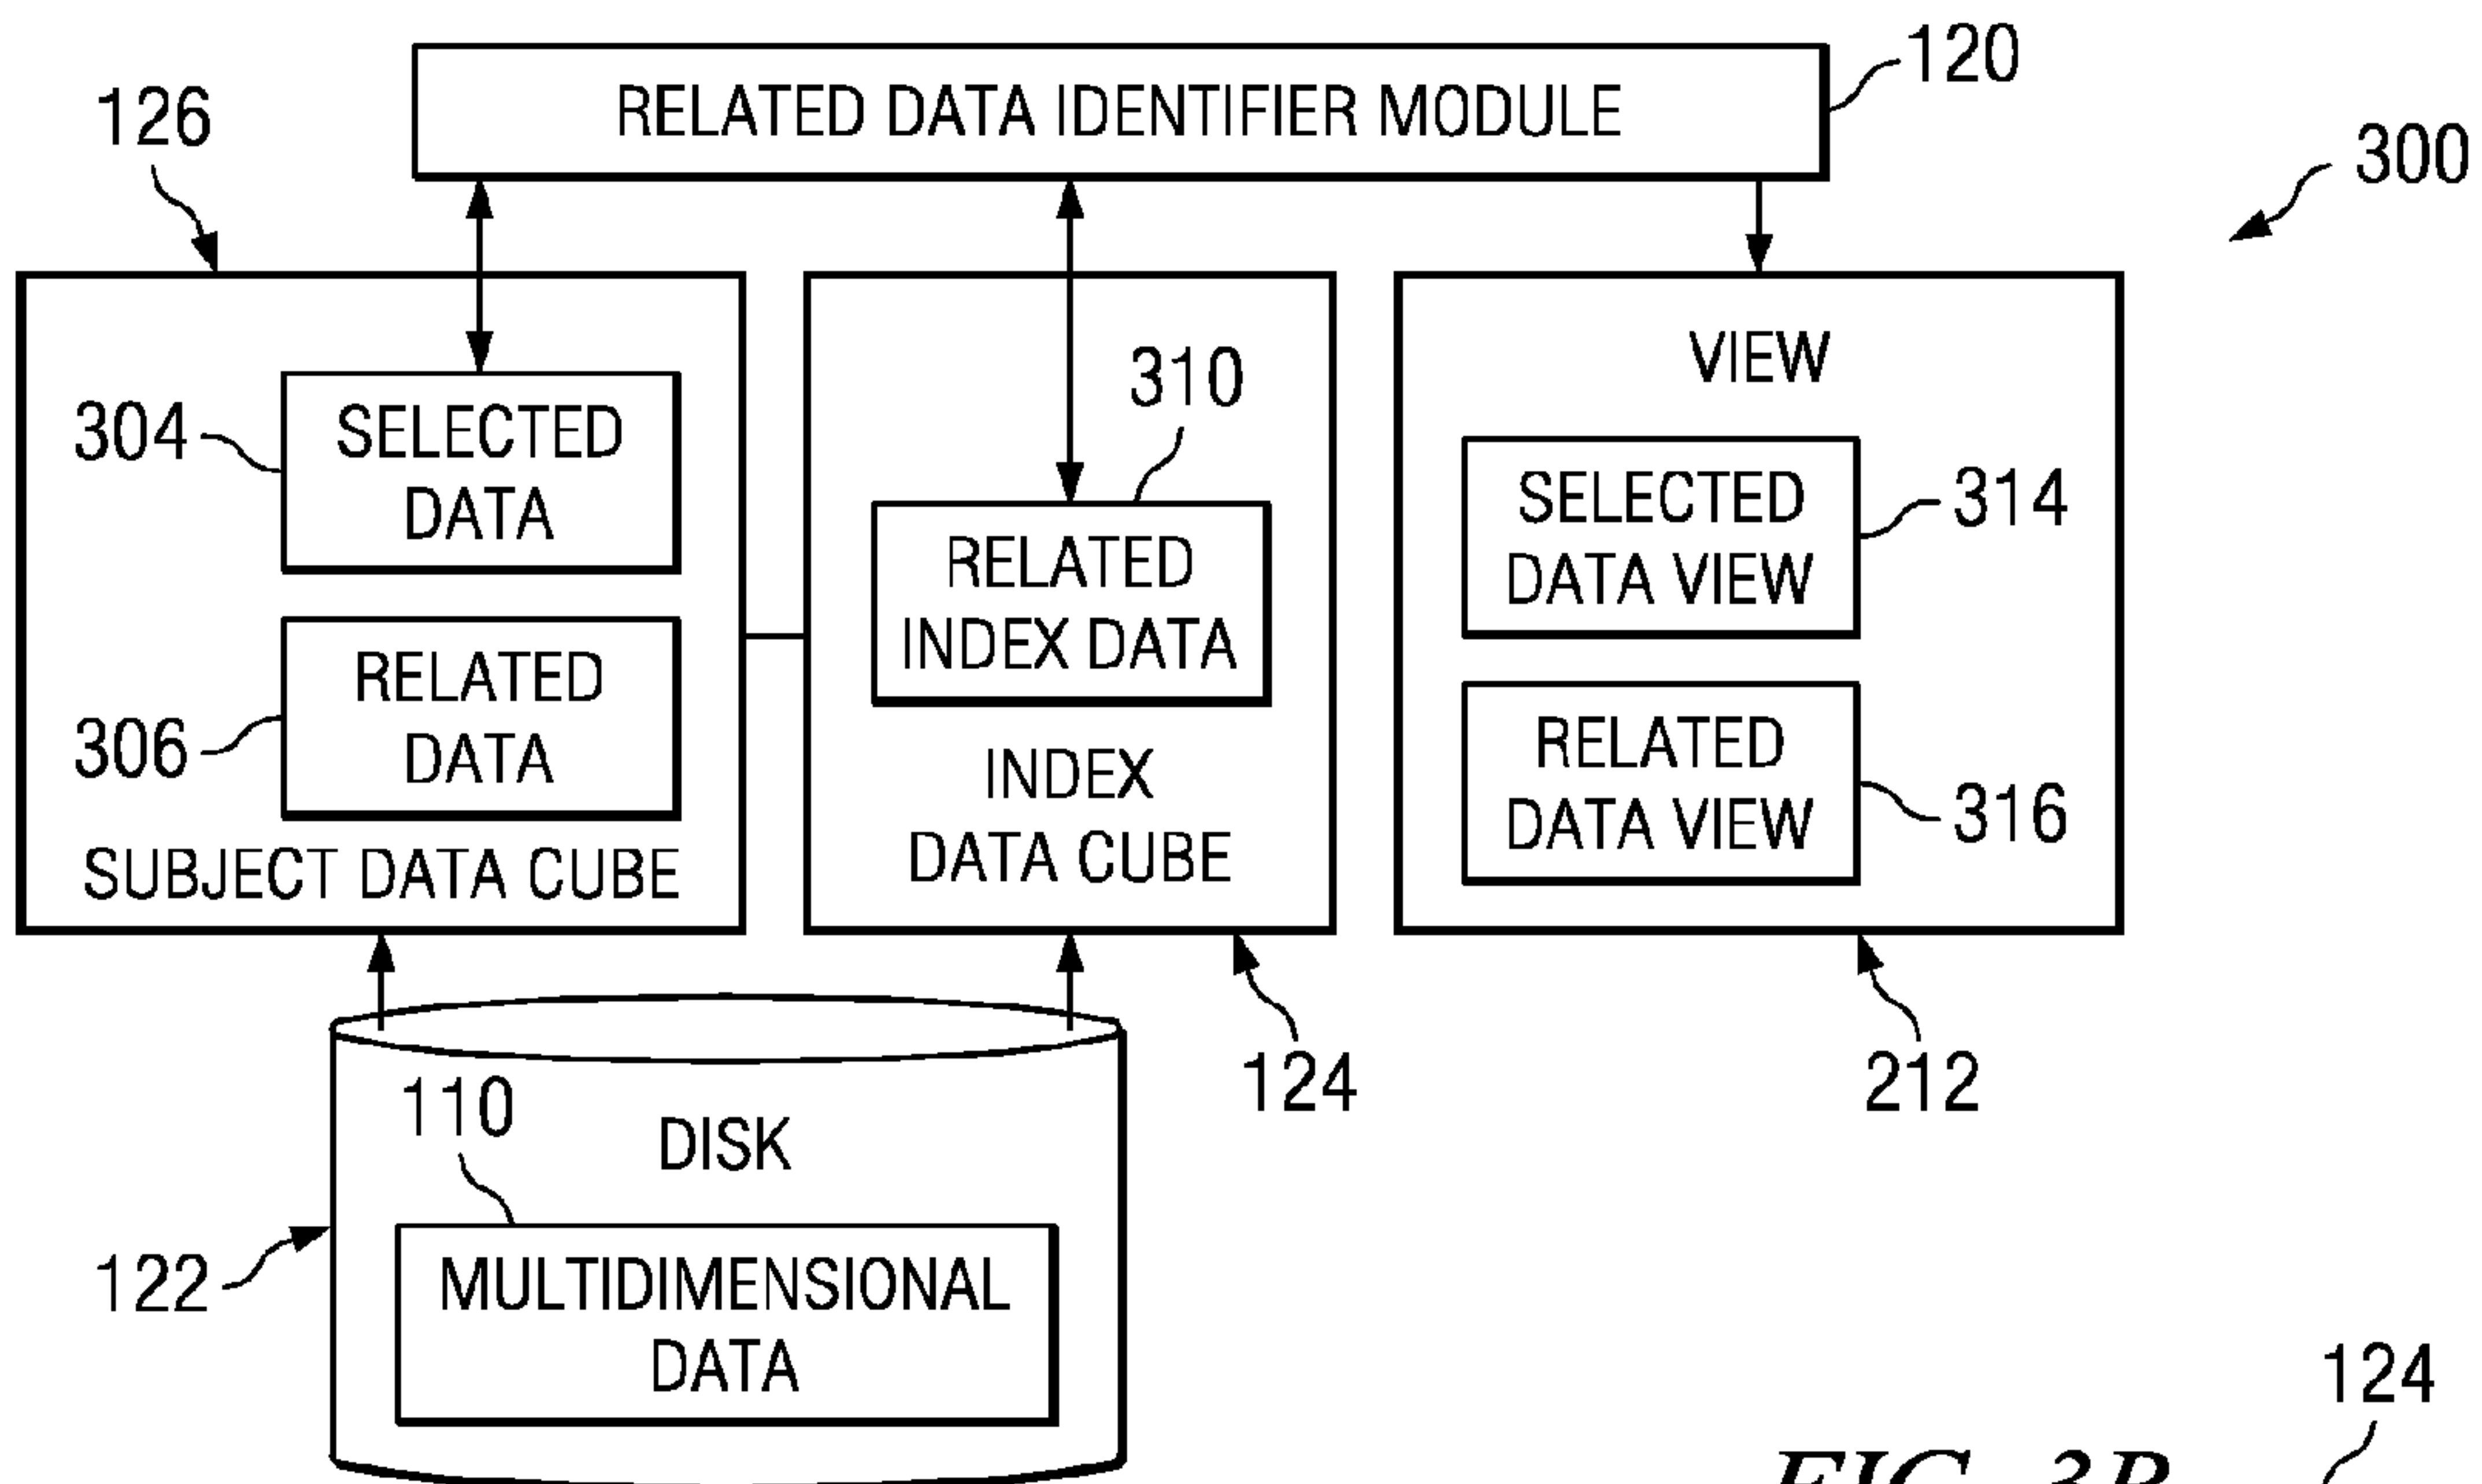 RELATED DATA IDENTIFIER MODULE
120
126
300
304
SELECTED
DATA
306
RELATED
DATA
SUBJECT DATA CUBE
310
RELATED
INDEX DATA
INDEX
DATA CUBE
VIEW
SELECTED
DATA VIEW
314
RELATED
DATA VIEW
316
124
212
110
DISK
122
MULTIDIMENSIONAL
DATA
124
FIG. 3B